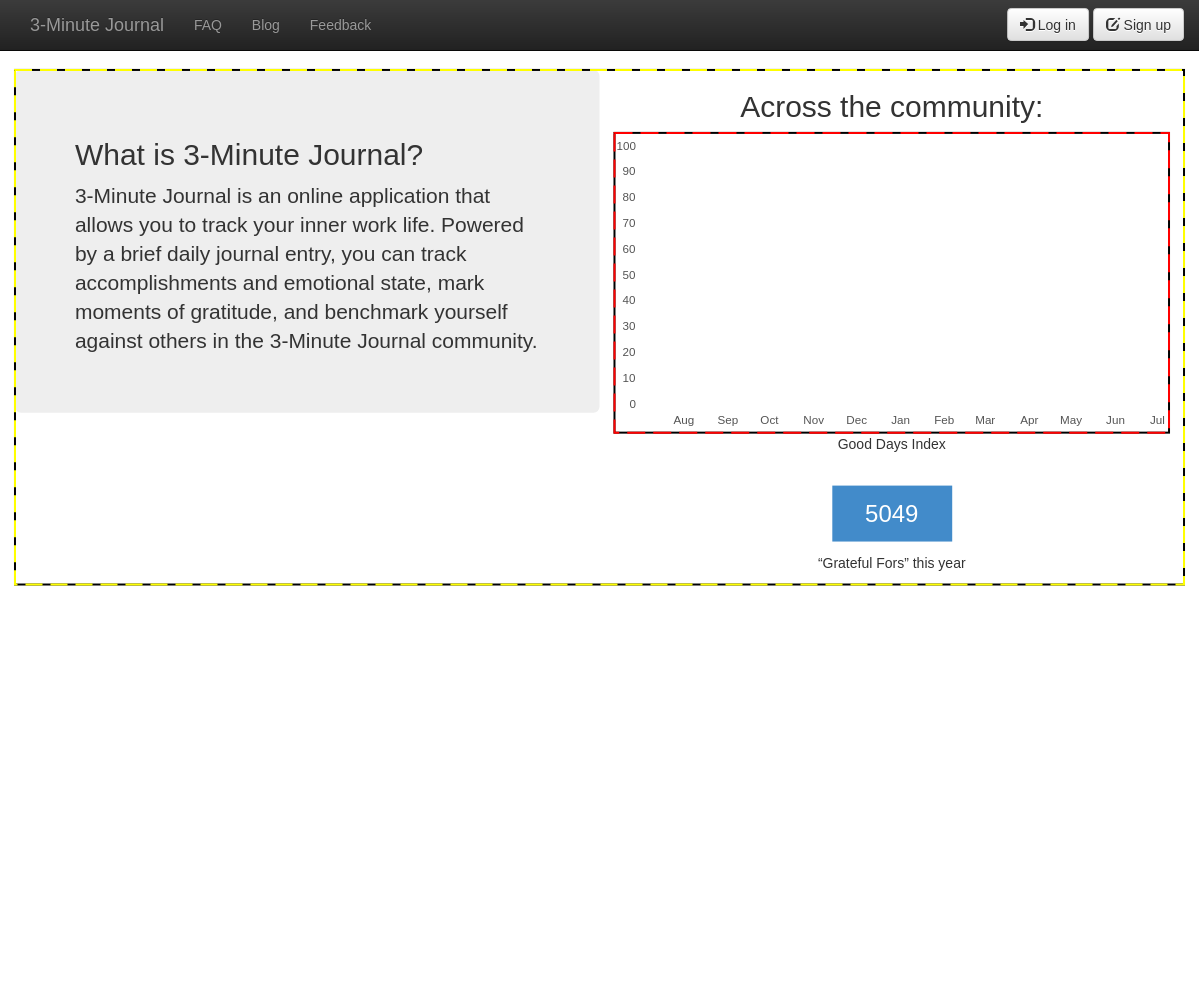 3-Minute Journal FAQ Blog Feedback Log in Sign up
What is 3-Minute Journal?
3-Minute Journal is an online application that
allows you to track your inner work life. Powered
by a brief daily journal entry, you can track
accomplishments and emotional state, mark
moments of gratitude, and benchmark yourself
against others in the 3-Minute Journal community.
Across the community:
100
90
80
70
60
50
40
30
20
10
0
Aug Sep Oct Nov Dec Jan Feb Mar Apr May Jun Jul
Good Days Index
5049
“Grateful Fors” this year